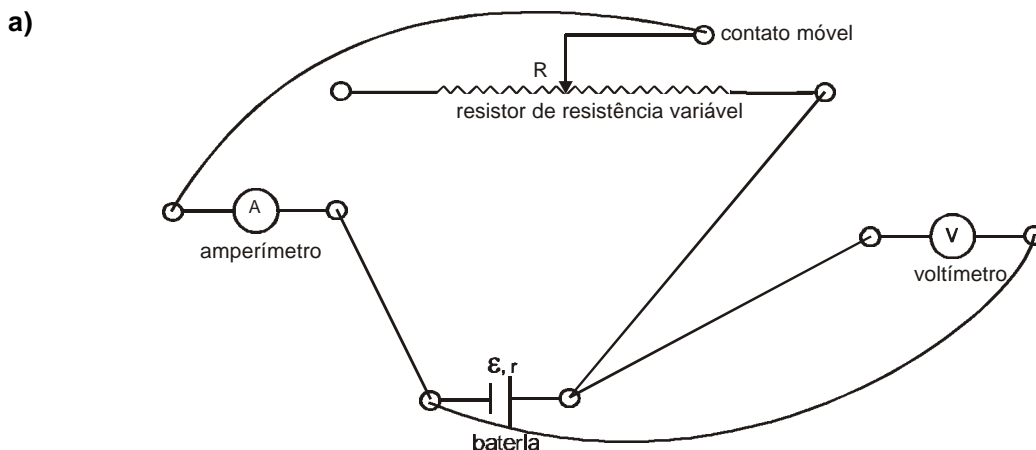 a)
contato móvel
R
resistor de resistência variável
A
amperímetro
V
voltímetro
ε, r
bateria